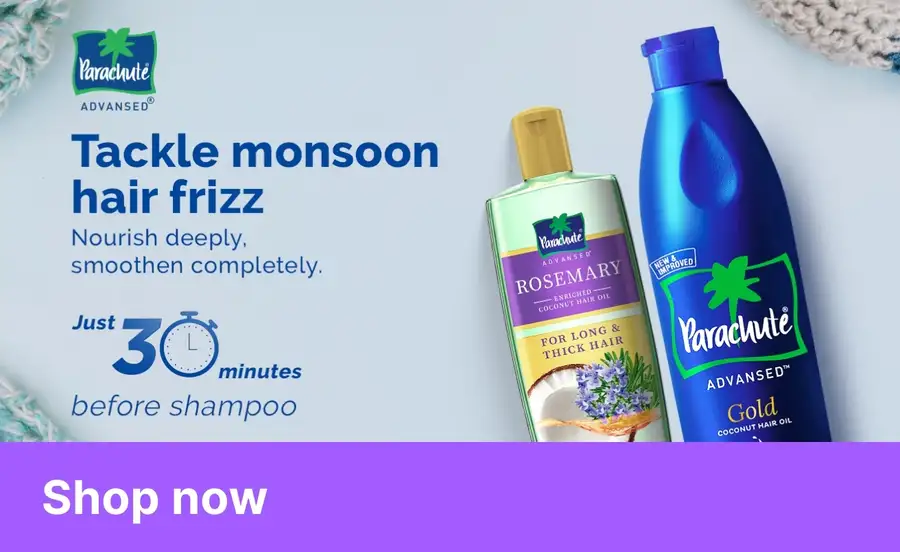 Parachute®
ADVANSED®
Tackle monsoon
hair frizz
Nourish deeply,
smoothen completely.
Just 30 minutes
before shampoo
Parachute®
ADVANSED™
ROSEMARY
ENRICHED
COCONUT HAIR OIL
FOR LONG &
THICK HAIR
NEW &
IMPROVED
Parachute®
ADVANSED™
Gold
COCONUT HAIR OIL
Shop now